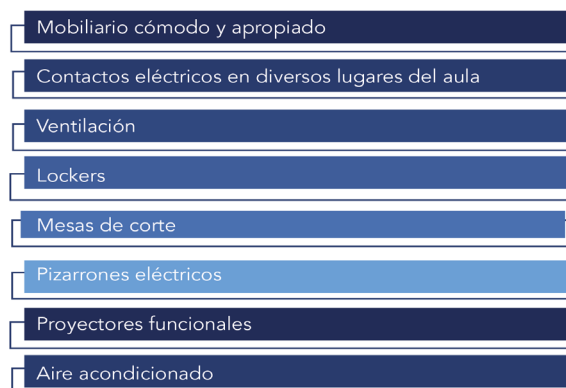 Mobiliario cómodo y apropiado
Contactos eléctricos en diversos lugares del aula
Ventilación
Lockers
Mesas de corte
Pizarrones eléctricos
Proyectores funcionales
Aire acondicionado